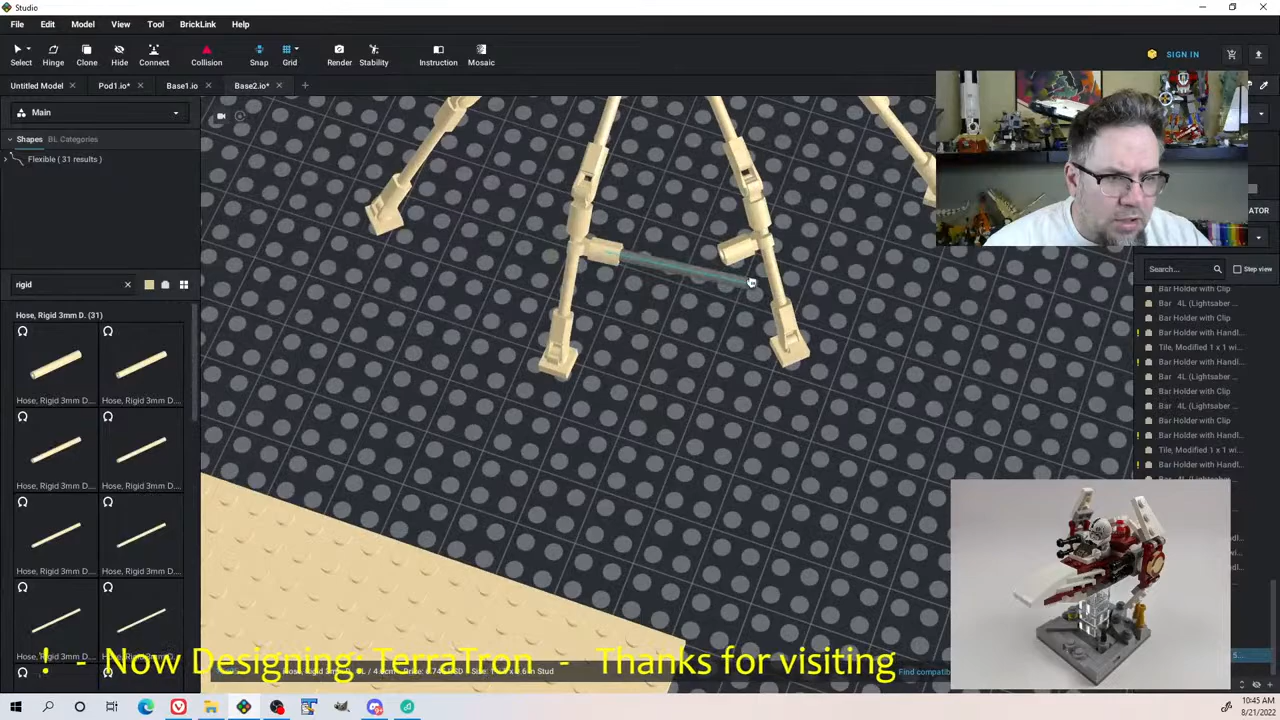 Studio
File Edit Model View Tool BrickLink Help
Select Hinge Clone Hide Connect Collision Snap Grid Render Stability Instruction Mosaic SIGN IN
Untitled Model Pod1.io* Base1.io Base2.io*
Main
Shapes BL Categories
Flexible ( 31 results )
rigid
Hose, Rigid 3mm D. (31)
Hose, Rigid 3mm D.... Hose, Rigid 3mm D....
Hose, Rigid 3mm D.... Hose, Rigid 3mm D....
Hose, Rigid 3mm D.... Hose, Rigid 3mm D....
Search... Step view
Bar Holder with Clip
Bar 4L (Lightsaber ...
Bar Holder with Clip
Bar Holder with Handl...
Tile, Modified 1 x 1 wi...
Bar Holder with Handl...
Bar 4L (Lightsaber ...
Bar Holder with Clip
Bar 4L (Lightsaber ...
Bar Holder with Clip
Bar Holder with Handl...
Tile, Modified 1 x 1 wi...
Bar Holder with Handl...
! - Now Designing: TerraTron - Thanks for visiting
10:45 AM
8/21/2022